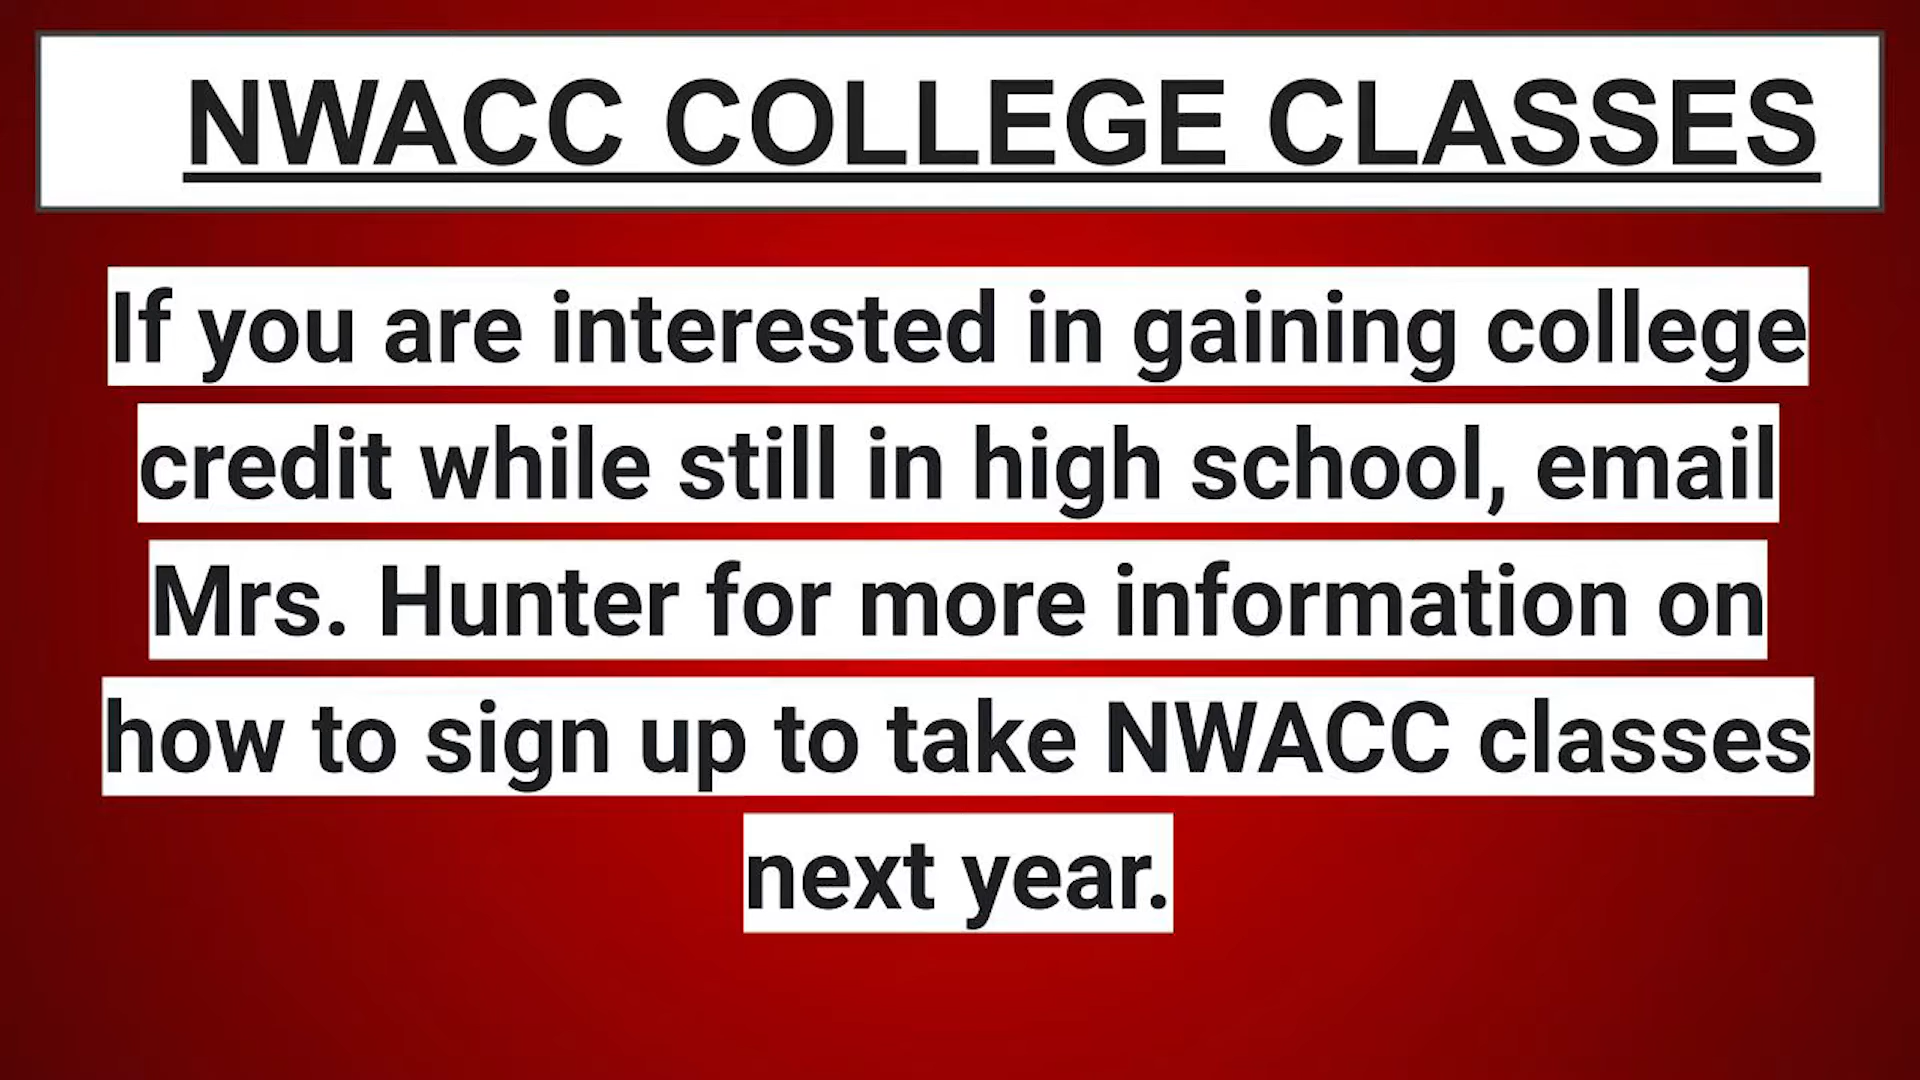 NWACC COLLEGE CLASSES
If you are interested in gaining college
credit while still in high school, email
Mrs. Hunter for more information on
how to sign up to take NWACC classes
next year.